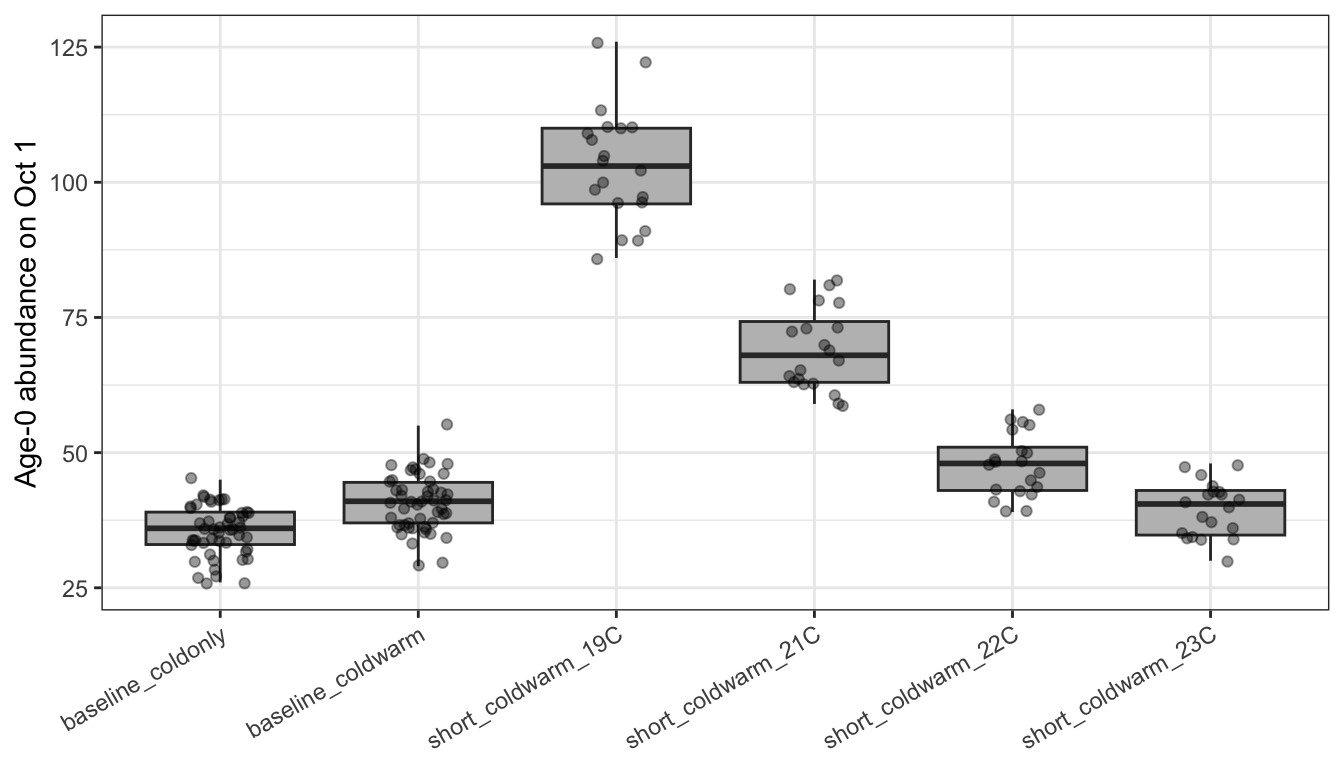 Age-0 abundance on Oct 1
125
100
75
50
25
baseline_coldonly
baseline_coldwarm
short_coldwarm_19C
short_coldwarm_21C
short_coldwarm_22C
short_coldwarm_23C